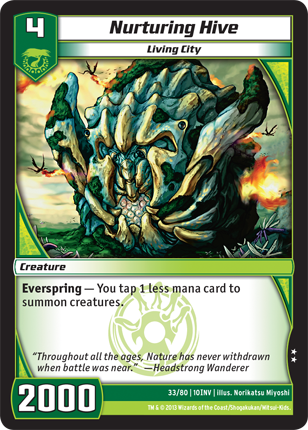 4
Nurturing Hive
Living City
Creature
Everspring — You tap 1 less mana card to
summon creatures.
“Throughout all the ages, Nature has never withdrawn
when battle was near.” —Headstrong Wanderer
2000
33/80 | 10INV | illus. Norikatsu Miyoshi
TM & © 2013 Wizards of the Coast/Shogakukan/Mitsui-Kids.